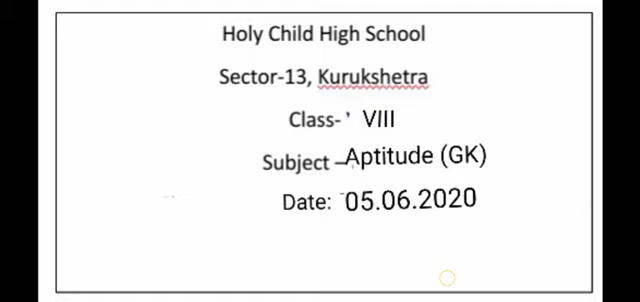 Holy Child High School
Sector-13, Kurukshetra
Class-' VIII
Subject –Aptitude (GK)
Date: 05.06.2020